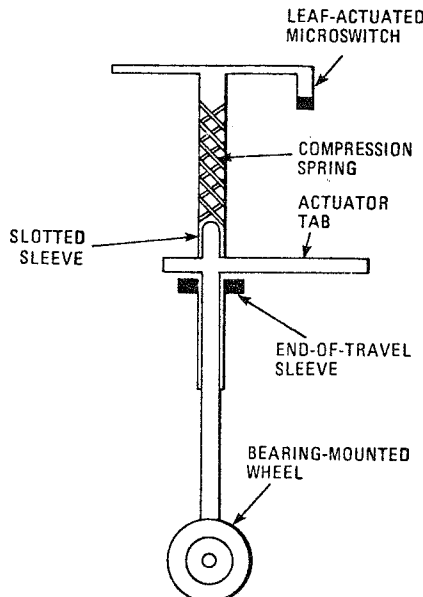 LEAF-ACTUATED
MICROSWITCH
COMPRESSION
SPRING
ACTUATOR
TAB
SLOTTED
SLEEVE
END-OF-TRAVEL
SLEEVE
BEARING-MOUNTED
WHEEL